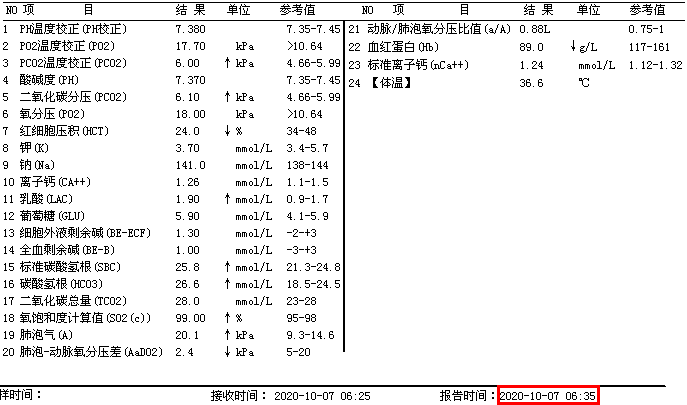 NO 项 目 结 果 单位 参考值
1 PH温度校正(PH校正) 7.380 7.35-7.45
2 PO2温度校正(PO2) 17.70 kPa >10.64
3 PCO2温度校正(PCO2) 6.00 ↑ kPa 4.66-5.99
4 酸碱度(PH) 7.370 7.35-7.45
5 二氧化碳分压(PCO2) 6.10 ↑ kPa 4.66-5.99
6 氧分压(PO2) 18.00 kPa >10.64
7 红细胞压积(HCT) 24.0 ↓ % 34-48
8 钾(K) 3.70 mmol/L 3.4-5.7
9 钠(Na) 141.0 mmol/L 138-144
10 离子钙(CA++) 1.26 mmol/L 1.1-1.5
11 乳酸(LAC) 1.90 ↑ mmol/L 0.9-1.7
12 葡萄糖(GLU) 5.90 mmol/L 4.1-5.9
13 细胞外液剩余碱(BE-ECF) 1.30 mmol/L -2-+3
14 全血剩余碱(BE-B) 1.00 mmol/L -3-+3
15 标准碳酸氢根(SBC) 25.8 ↑ mmol/L 21.3-24.8
16 碳酸氢根(HCO3) 26.6 ↑ mmol/L 18.5-24.5
17 二氧化碳总量(TCO2) 28.0 mmol/L 23-28
18 氧饱和度计算值(SO2(c)) 99.00 ↑ % 95-98
19 肺泡气(A) 20.1 ↑ kPa 9.3-14.6
20 肺泡-动脉氧分压差(AaDO2) 2.4 ↓ kPa 5-20
NO 项 目 结 果 单位 参考值
21 动脉/肺泡氧分压比值(a/A) 0.88L 0.75-1
22 血红蛋白(Hb) 89.0 ↓ g/L 117-161
23 标准离子钙(nCa++) 1.24 mmol/L 1.12-1.32
24 【体温】 36.6 ℃
样时间： 接收时间： 2020-10-07 06:25 报告时间：2020-10-07 06:35